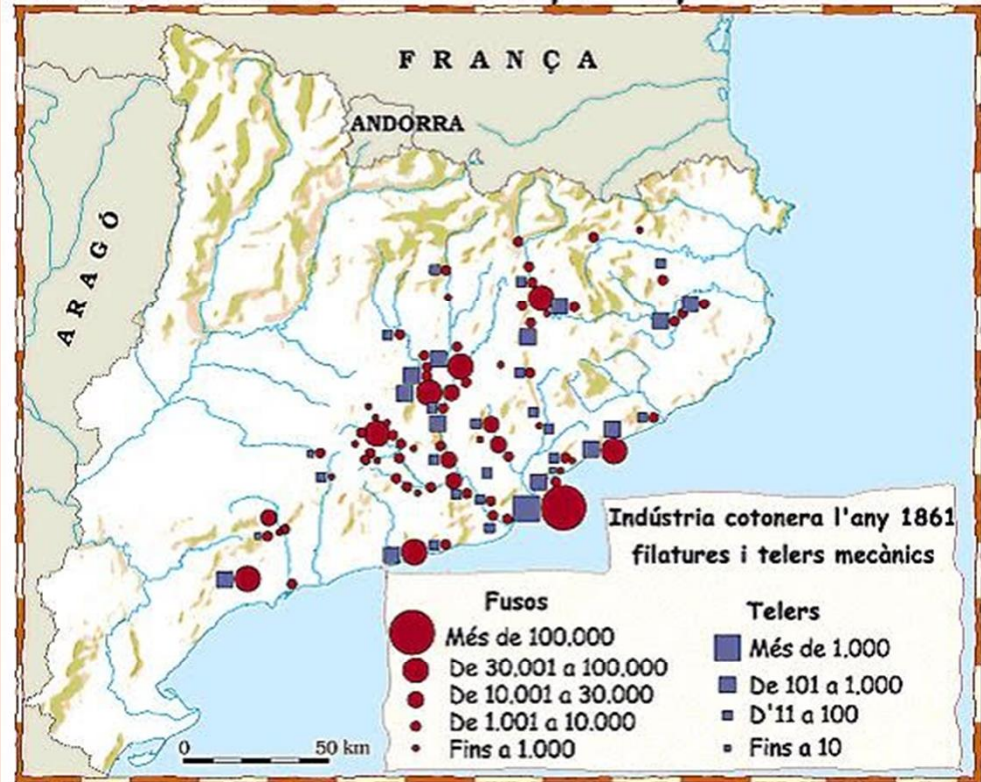 FRANÇA
ANDORRA
ARAGÓ
Indústria cotonera l'any 1861
filatures i telers mecànics
Fusos
Més de 100.000
De 30.001 a 100.000
De 10.001 a 30.000
De 1.001 a 10.000
Fins a 1.000
Telers
Més de 1.000
De 101 a 1.000
D'11 a 100
Fins a 10
0 50 km